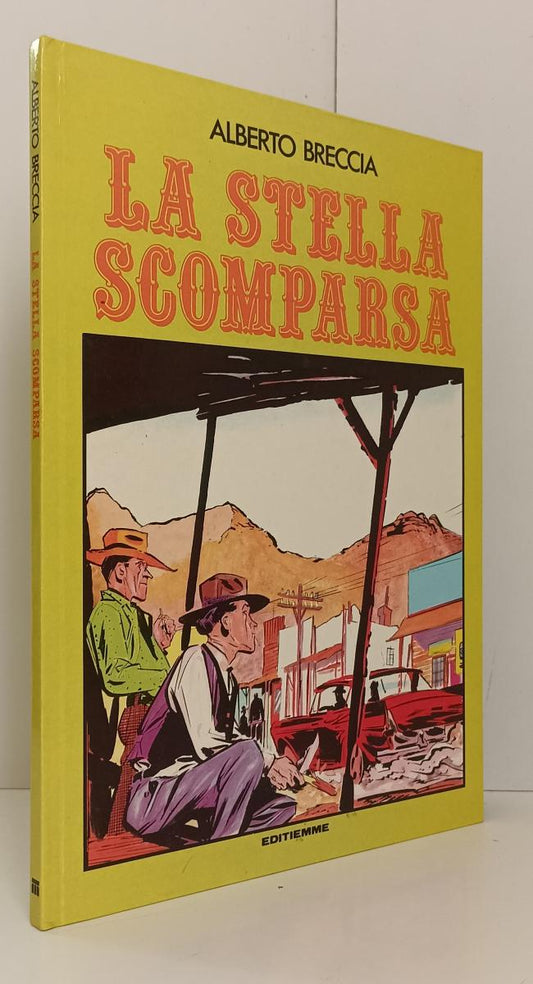 ALBERTO BRECCIA
LA STELLA
SCOMPARSA
EDITIEMME
ALBERTO BRECCIA LA STELLA SCOMPARSA